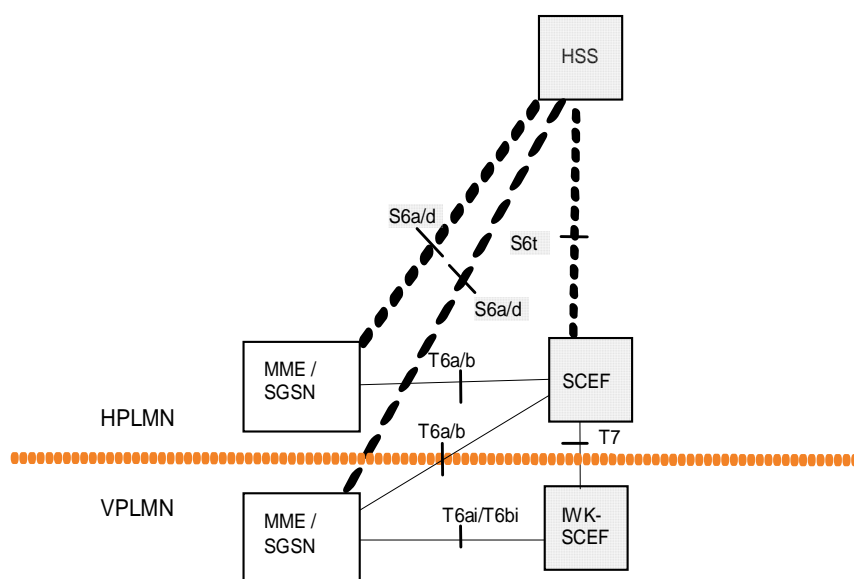 HSS
S6a/d
S6t
S6a/d
MME /
SGSN
T6a/b
SCEF
HPLMN
T6a/b
T7
VPLMN
MME /
SGSN
T6ai/T6bi
IWK-
SCEF